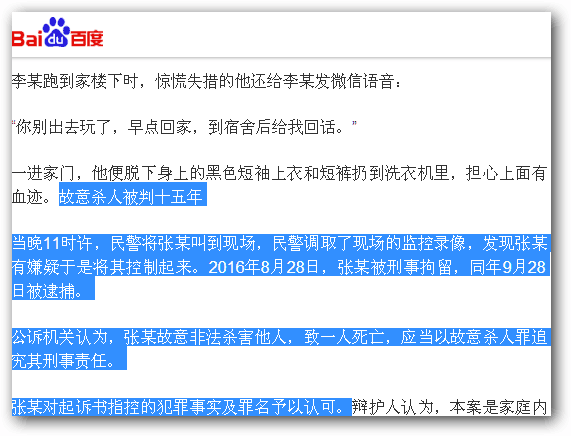 Bai du 百度
李某跑到家楼下时，惊慌失措的他还给李某发微信语音：
“你别出去玩了，早点回家，到宿舍后给我回话。”
一进家门，他便脱下身上的黑色短袖上衣和短裤扔到洗衣机里，担心上面有
血迹。故意杀人被判十五年
当晚11时许，民警将张某叫到现场，民警调取了现场的监控录像，发现张某
有嫌疑于是将其控制起来。2016年8月28日，张某被刑事拘留，同年9月28
日被逮捕。
公诉机关认为，张某故意非法杀害他人，致一人死亡，应当以故意杀人罪追
究其刑事责任。
张某对起诉书指控的犯罪事实及罪名予以认可。辩护人认为，本案是家庭内